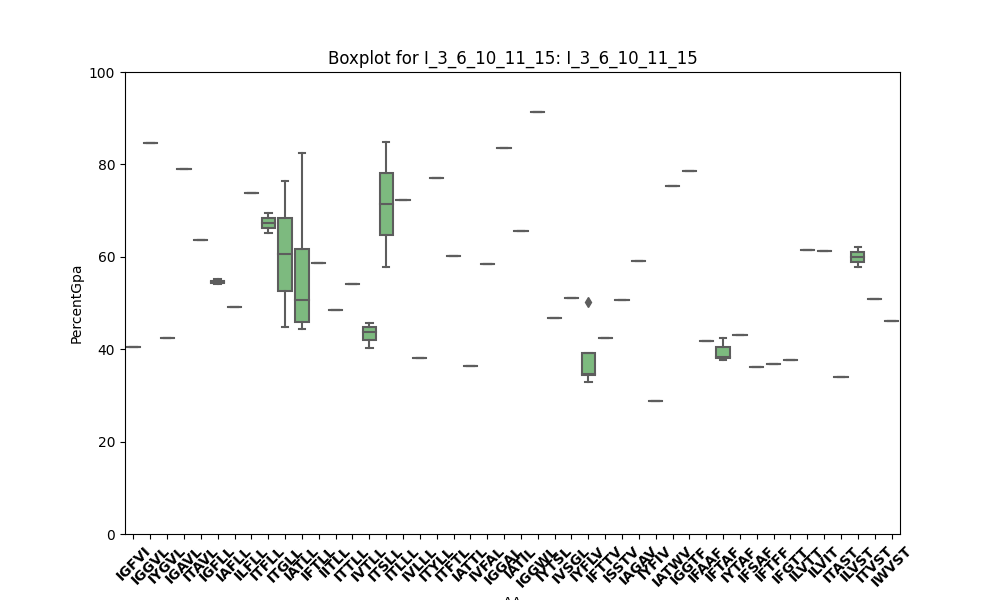 Boxplot for I_3_6_10_11_15: I_3_6_10_11_15
PercentGpa
100
80
60
40
20
0
IGFVI
IGGVL
IYGVL
IGAVL
ITAVL
IGFLL
IAFLL
ILFLL
ITFLL
ITGLL
IATLL
IFTLL
IITLL
ITTLL
IVTLL
ITSLL
ITLLL
IVLLL
ITYLL
ITFTL
IATTL
IVFAL
IGGAL
IATIL
IGGWL
IYTSL
IVSGL
IYFLV
IFTTV
ISSTV
IAGAV
IYFIV
IATWV
IGGTF
IFAAF
IFTAF
IYTAF
IFSAF
IFTFF
IFGTT
ILVTT
ILVIT
ITAST
ILVST
ITVST
IWVST